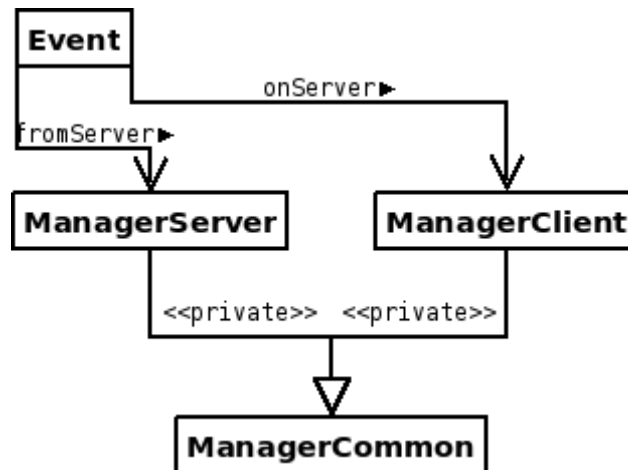 Event
onServer▶
fromServer▶
ManagerServer
ManagerClient
<<private>> <<private>>
ManagerCommon